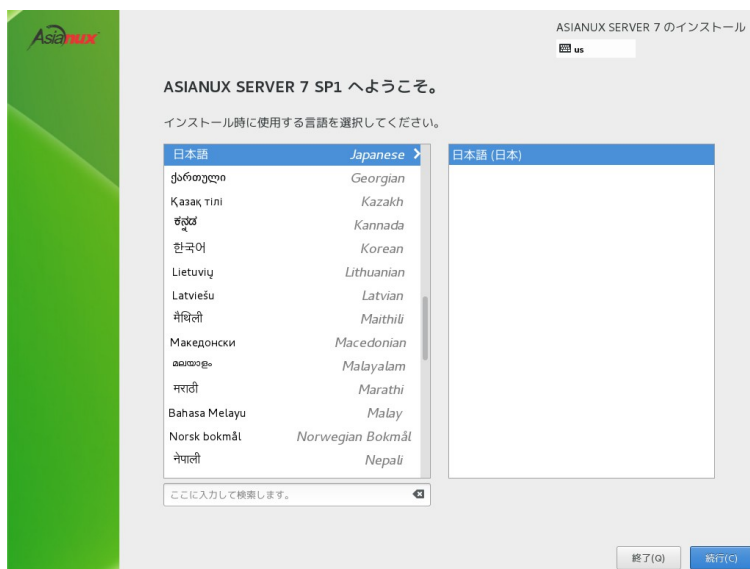 Asianux
ASIANUX SERVER 7 のインストール
us
ASIANUX SERVER 7 SP1 へようこそ。
インストール時に使用する言語を選択してください。
日本語 Japanese
日本語 (日本)
ქართული Georgian
Қазақ тілі Kazakh
ಕನ್ನಡ Kannada
한국어 Korean
Lietuvių Lithuanian
Latviešu Latvian
मैथिली Maithili
Македонски Macedonian
മലയാളം Malayalam
मराठी Marathi
Bahasa Melayu Malay
Norsk bokmål Norwegian Bokmål
नेपाली Nepali
ここに入力して検索します。
終了(Q) 続行(C)